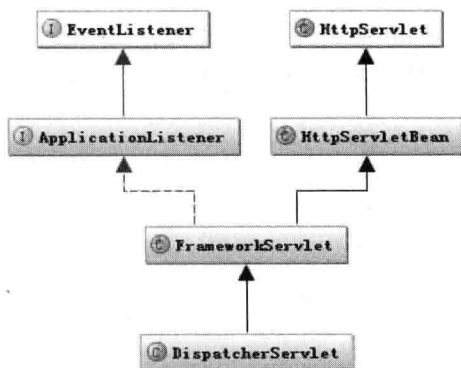 I EventListener
C HttpServlet
I ApplicationListener
C HttpServletBean
C FrameworkServlet
C DispatcherServlet